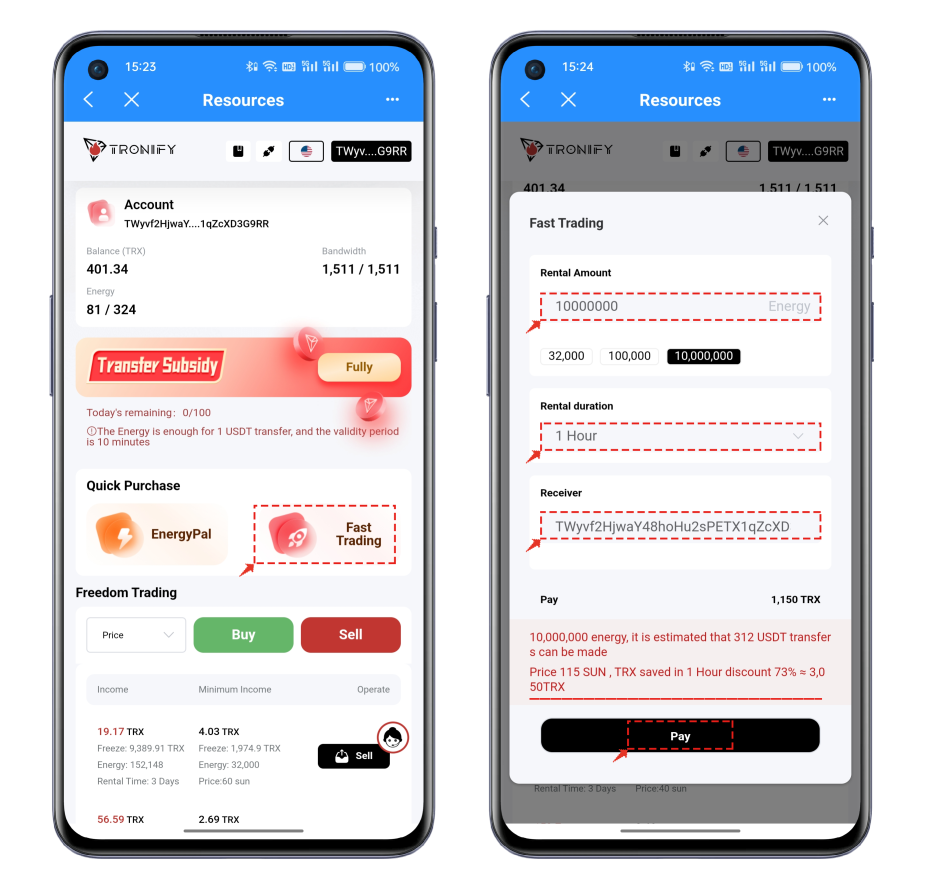 15:23
100%
Resources
TRONIFY
TWyv....G9RR
Account
TWyvf2HjwaY....1qZcXD3G9RR
Balance (TRX)
Bandwidth
401.34
1,511 / 1,511
Energy
81 / 324
Transfer Subsidy
Fully
Today's remaining: 0/100
The Energy is enough for 1 USDT transfer, and the validity period
is 10 minutes
Quick Purchase
EnergyPal
Fast
Trading
Freedom Trading
Price
Buy
Sell
Income
Minimum Income
Operate
19.17 TRX
4.03 TRX
Freeze: 9,389.91 TRX
Freeze: 1,974.9 TRX
Energy: 152,148
Energy: 32,000
Rental Time: 3 Days
Price:60 sun
Sell
56.59 TRX
2.69 TRX
15:24
100%
Resources
TRONIFY
TWyv....G9RR
401.34
1,511 / 1,511
Fast Trading
Rental Amount
10000000
Energy
32,000
100,000
10,000,000
Rental duration
1 Hour
Receiver
TWyvf2HjwaY48hoHu2sPETX1qZcXD
Pay
1,150 TRX
10,000,000 energy, it is estimated that 312 USDT transfer
s can be made
Price 115 SUN , TRX saved in 1 Hour discount 73% ≈ 3,0
50TRX
Pay
Rental Time: 3 Days
Price:40 sun